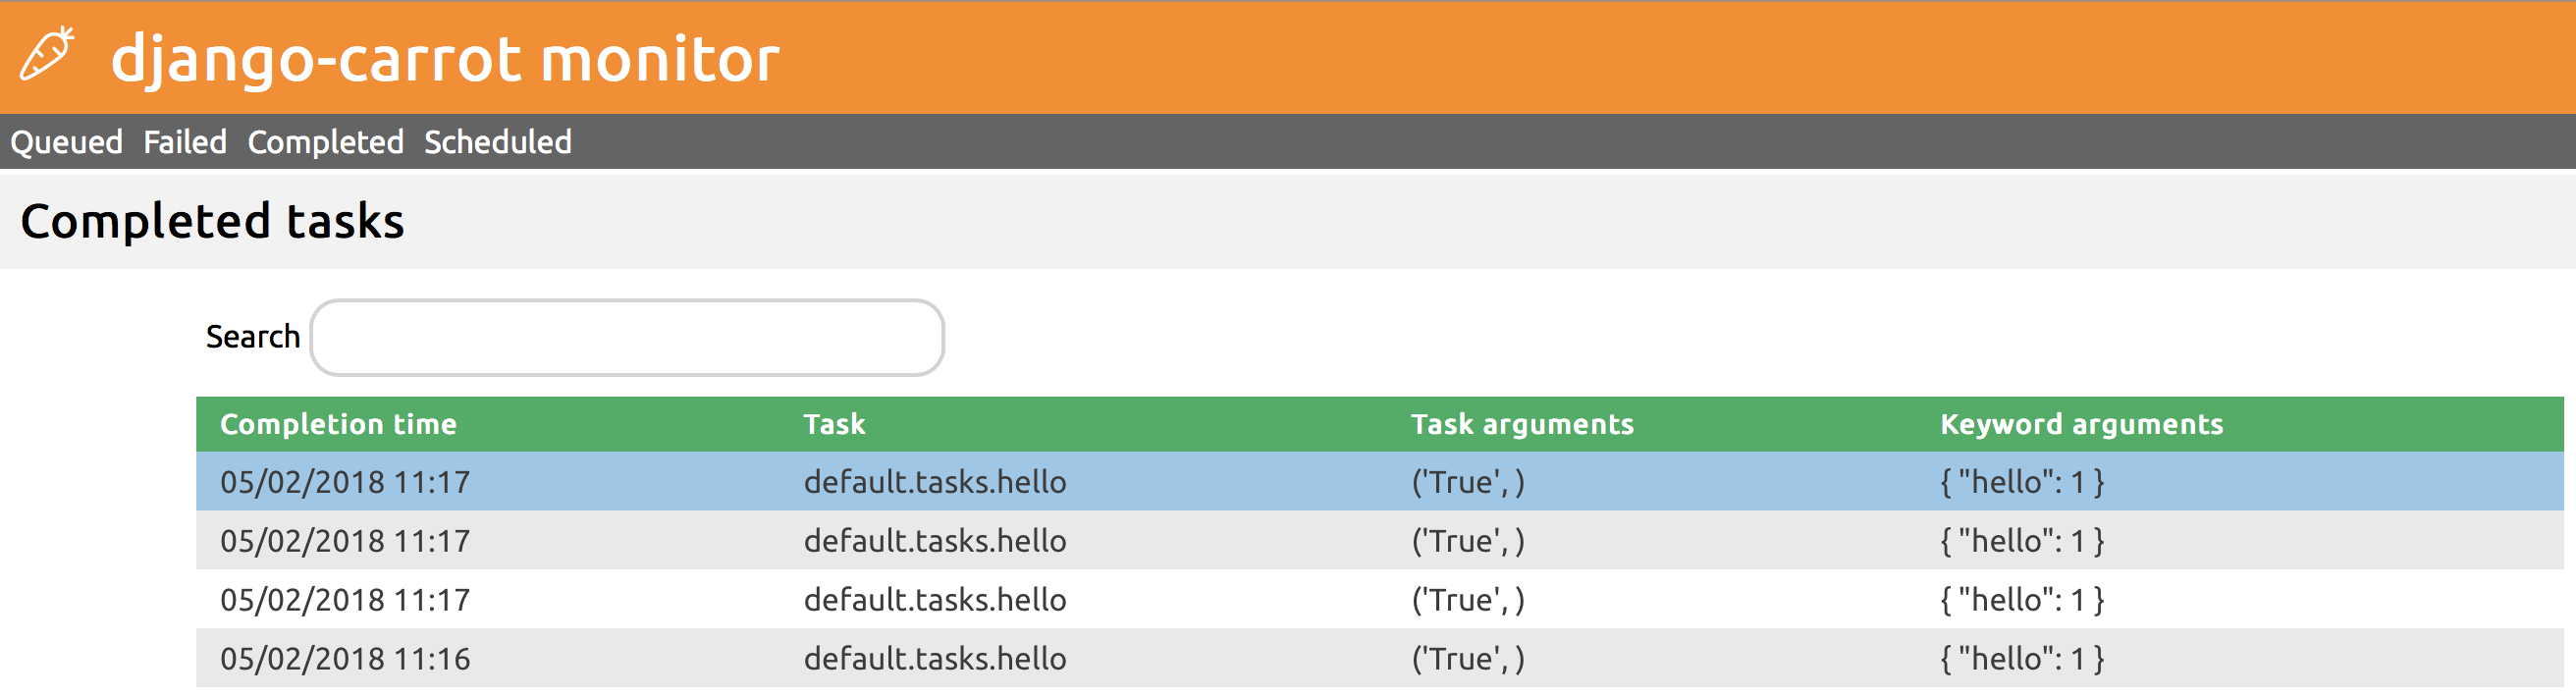 django-carrot monitor
Queued Failed Completed Scheduled
Completed tasks
Search
Completion time Task Task arguments Keyword arguments
05/02/2018 11:17 default.tasks.hello ('True', ) { "hello": 1 }
05/02/2018 11:17 default.tasks.hello ('True', ) { "hello": 1 }
05/02/2018 11:17 default.tasks.hello ('True', ) { "hello": 1 }
05/02/2018 11:16 default.tasks.hello ('True', ) { "hello": 1 }